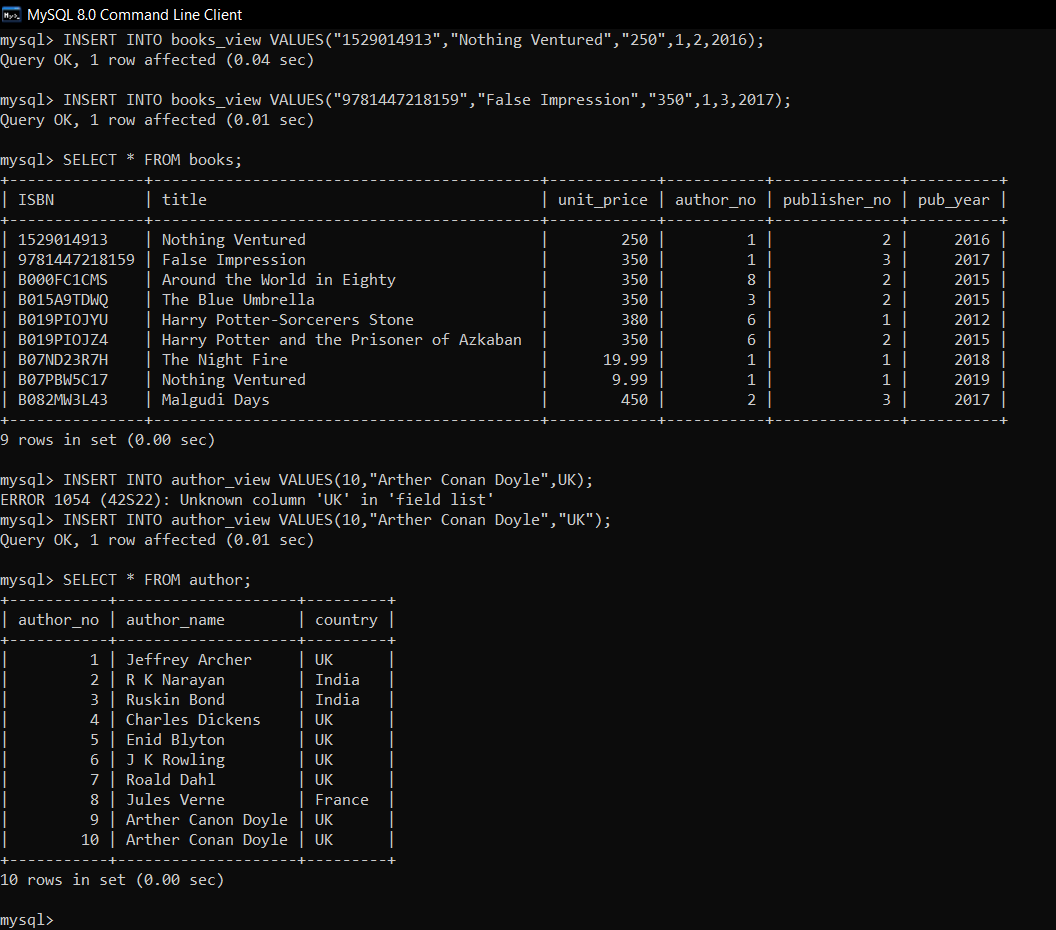 MySQL 8.0 Command Line Client
mysql> INSERT INTO books_view VALUES("1529014913","Nothing Ventured","250",1,2,2016);
Query OK, 1 row affected (0.04 sec)
mysql> INSERT INTO books_view VALUES("9781447218159","False Impression","350",1,3,2017);
Query OK, 1 row affected (0.01 sec)
mysql> SELECT * FROM books;
+---------------+-------------------------------------------+------------+-----------+--------------+----------+
| ISBN          | title                                     | unit_price | author_no | publisher_no | pub_year |
+---------------+-------------------------------------------+------------+-----------+--------------+----------+
| 1529014913    | Nothing Ventured                          |        250 |         1 |            2 |     2016 |
| 9781447218159 | False Impression                          |        350 |         1 |            3 |     2017 |
| B000FC1CMS    | Around the World in Eighty                |        350 |         8 |            2 |     2015 |
| B015A9TDWQ    | The Blue Umbrella                         |        350 |         3 |            2 |     2015 |
| B019PIOJYU    | Harry Potter-Sorcerers Stone              |        380 |         6 |            1 |     2012 |
| B019PIOJZ4    | Harry Potter and the Prisoner of Azkaban  |        350 |         6 |            2 |     2015 |
| B07ND23R7H    | The Night Fire                            |      19.99 |         1 |            1 |     2018 |
| B07PBW5C17    | Nothing Ventured                          |       9.99 |         1 |            1 |     2019 |
| B082MW3L43    | Malgudi Days                              |        450 |         2 |            3 |     2017 |
+---------------+-------------------------------------------+------------+-----------+--------------+----------+
9 rows in set (0.00 sec)
mysql> INSERT INTO author_view VALUES(10,"Arther Conan Doyle",UK);
ERROR 1054 (42S22): Unknown column 'UK' in 'field list'
mysql> INSERT INTO author_view VALUES(10,"Arther Conan Doyle","UK");
Query OK, 1 row affected (0.01 sec)
mysql> SELECT * FROM author;
+-----------+--------------------+---------+
| author_no | author_name        | country |
+-----------+--------------------+---------+
|         1 | Jeffrey Archer     | UK      |
|         2 | R K Narayan        | India   |
|         3 | Ruskin Bond        | India   |
|         4 | Charles Dickens    | UK      |
|         5 | Enid Blyton        | UK      |
|         6 | J K Rowling        | UK      |
|         7 | Roald Dahl         | UK      |
|         8 | Jules Verne        | France  |
|         9 | Arther Canon Doyle | UK      |
|        10 | Arther Conan Doyle | UK      |
+-----------+--------------------+---------+
10 rows in set (0.00 sec)
mysql>